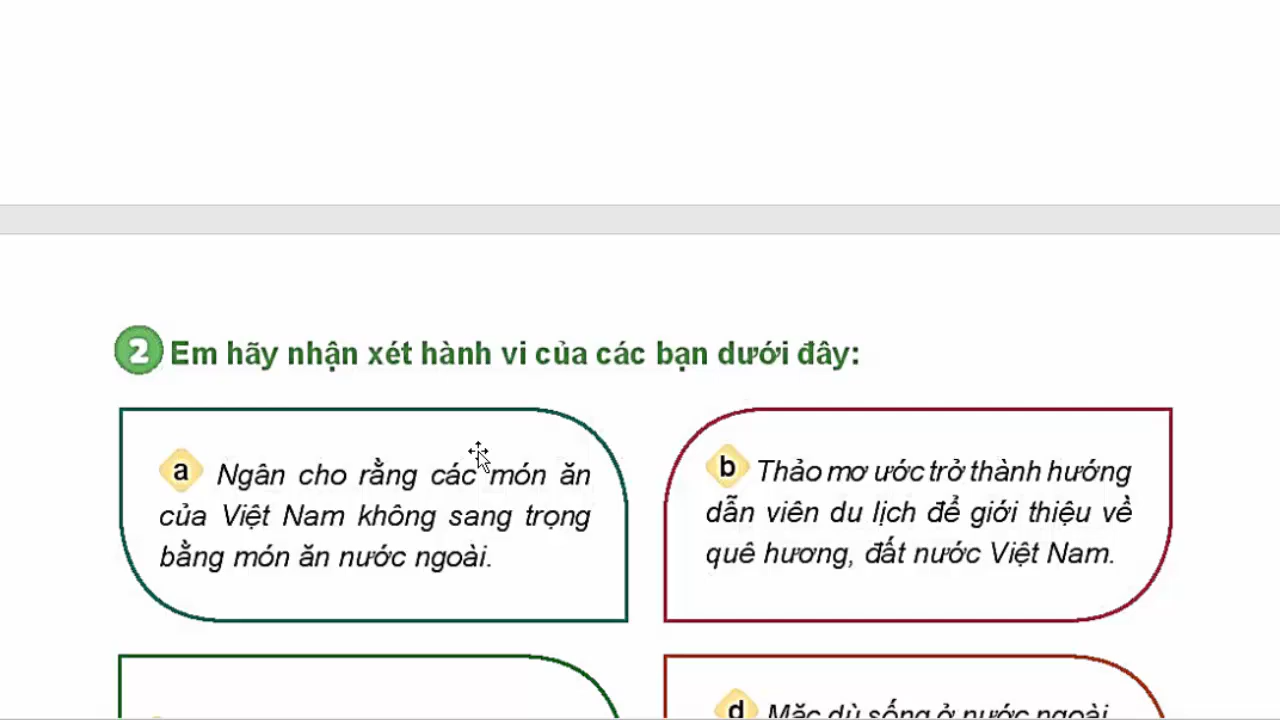 2 Em hãy nhận xét hành vi của các bạn dưới đây:
a Ngân cho rằng các món ăn
của Việt Nam không sang trọng
bằng món ăn nước ngoài.
b Thảo mơ ước trở thành hướng
dẫn viên du lịch để giới thiệu về
quê hương, đất nước Việt Nam.
d Mặc dù sống ở nước ngoài